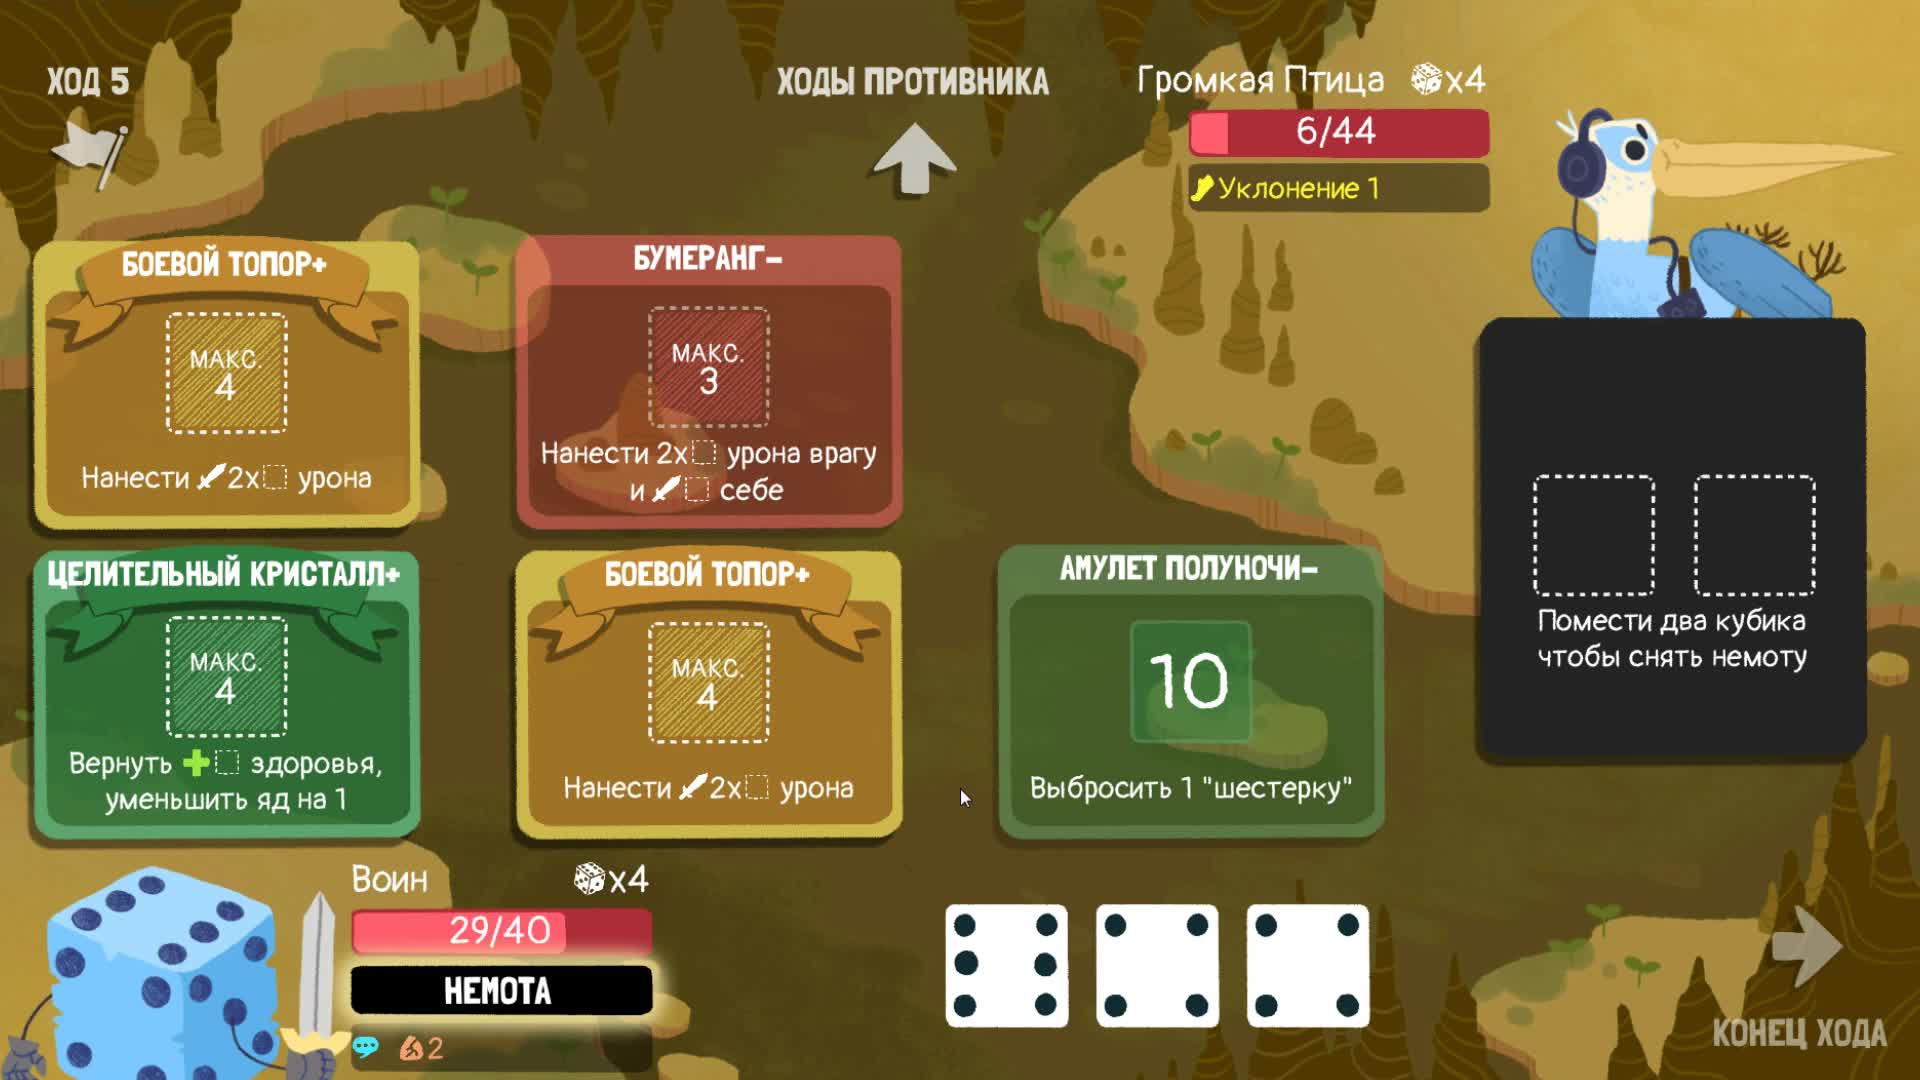 ХОД 5
ХОДЫ ПРОТИВНИКА
Громкая Птица x4
6/44
Уклонение 1
БОЕВОЙ ТОПОР+
МАКС.
4
Нанести 2x урона
БУМЕРАНГ-
МАКС.
3
Нанести 2x урона врагу
и себе
ЦЕЛИТЕЛЬНЫЙ КРИСТАЛЛ+
МАКС.
4
Вернуть здоровья,
уменьшить яд на 1
БОЕВОЙ ТОПОР+
МАКС.
4
Нанести 2x урона
АМУЛЕТ ПОЛУНОЧИ-
10
Выбросить 1 "шестерку"
Помести два кубика
чтобы снять немоту
Воин x4
29/40
НЕМОТА
2
КОНЕЦ ХОДА